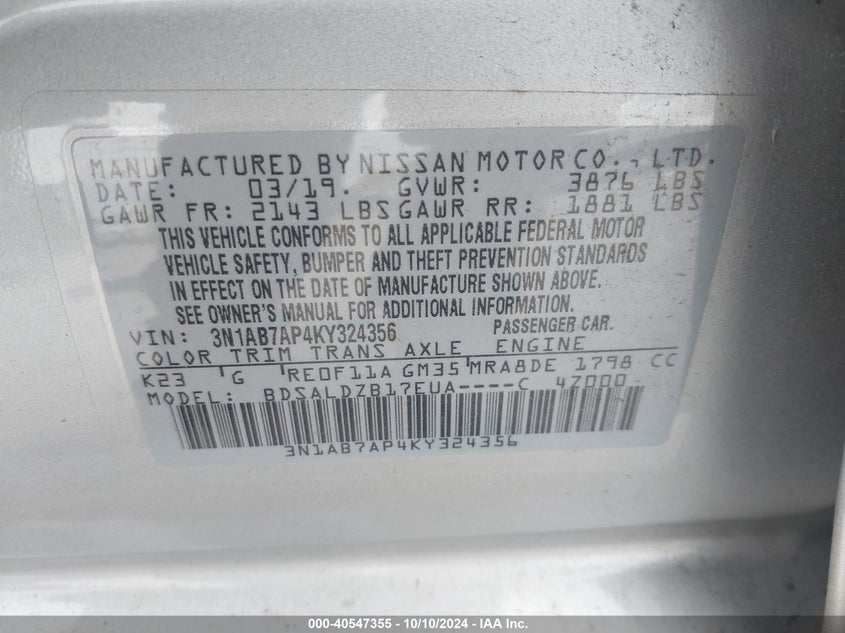 MANUFACTURED BY NISSAN MOTOR CO., LTD.
DATE: 03/19. GVWR: 3876 LBS
GAWR FR: 2143 LBS GAWR RR: 1881 LBS
THIS VEHICLE CONFORMS TO ALL APPLICABLE FEDERAL MOTOR
VEHICLE SAFETY, BUMPER AND THEFT PREVENTION STANDARDS
IN EFFECT ON THE DATE OF MANUFACTURE SHOWN ABOVE.
SEE OWNER'S MANUAL FOR ADDITIONAL INFORMATION.
VIN: 3N1AB7AP4KY324356 PASSENGER CAR.
COLOR TRIM TRANS AXLE ENGINE
K23 G RE0F11A GM35 MRA8DE 1798 CC
MODEL: BDSALDZB17EUA----C 4Z000
3N1AB7AP4KY324356
000-40547355 - 10/10/2024 - IAA Inc.